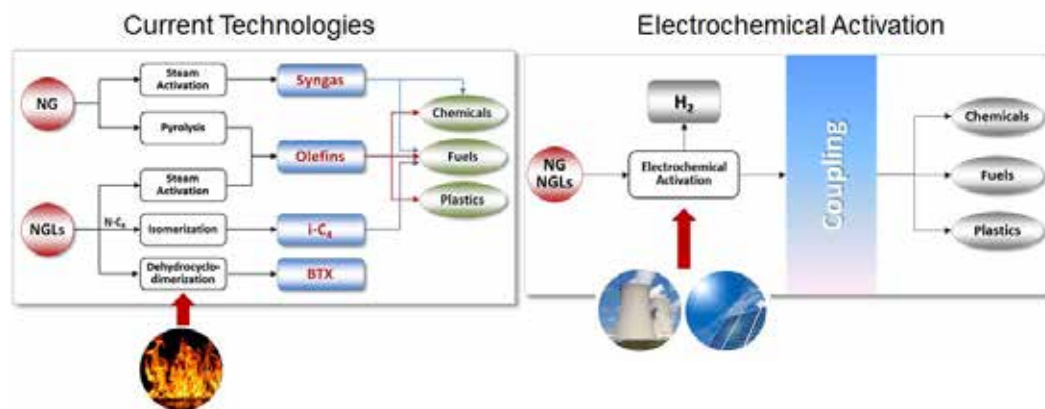 Current Technologies
NG
Steam
Activation
Syngas
Pyrolysis
Chemicals
Olefins
Fuels
Steam
Activation
Plastics
NGLs
N-C₄
Isomerization
i-C₄
Dehydrocyclo-
dimerization
BTX
Electrochemical Activation
H₂
NG
NGLs
Electrochemical
Activation
Coupling
Chemicals
Fuels
Plastics